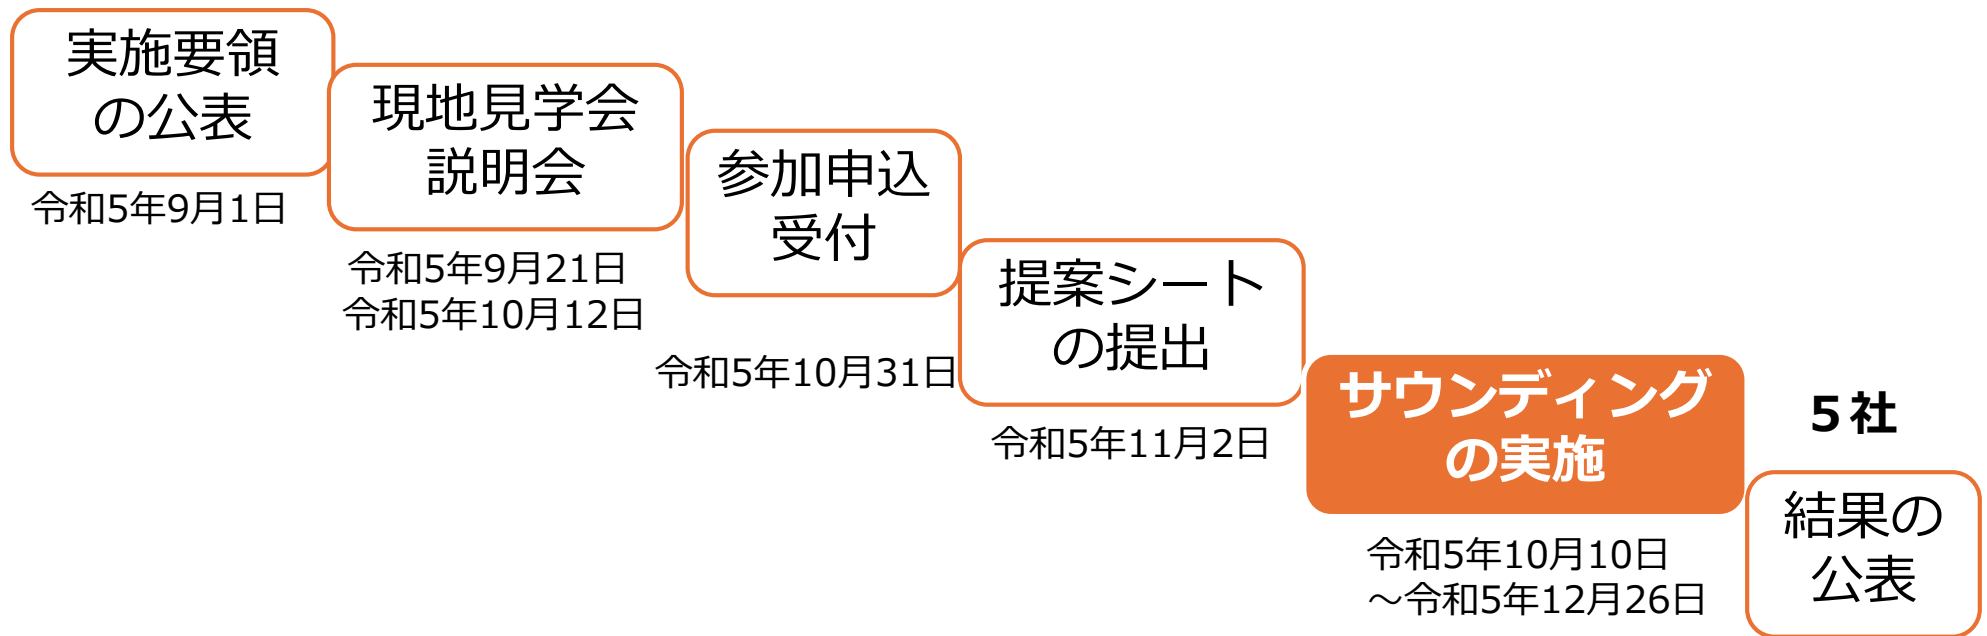 実施要領
の公表
令和5年9月1日
現地見学会
説明会
令和5年9月21日
令和5年10月12日
参加申込
受付
令和5年10月31日
提案シート
の提出
令和5年11月2日
サウンディング
の実施
令和5年10月10日
～令和5年12月26日
５社
結果の
公表